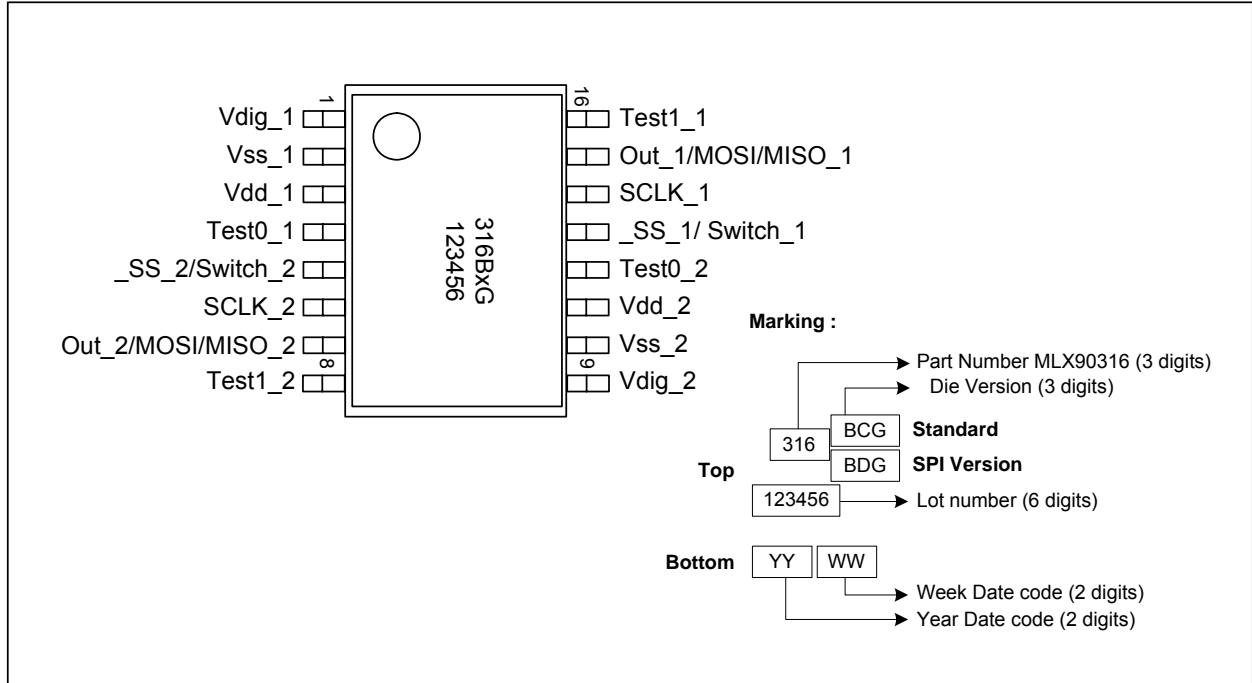 1
16
Vdig_1
Test1_1
Vss_1
Out_1/MOSI/MISO_1
Vdd_1
SCLK_1
Test0_1
_SS_1/ Switch_1
_SS_2/Switch_2
Test0_2
SCLK_2
Vdd_2
Out_2/MOSI/MISO_2
Vss_2
8
9
Test1_2
Vdig_2
316BxG
123456
Marking :
Part Number MLX90316 (3 digits)
Die Version (3 digits)
316
BCG
Standard
BDG
SPI Version
Top
123456
Lot number (6 digits)
Bottom
YY
WW
Week Date code (2 digits)
Year Date code (2 digits)